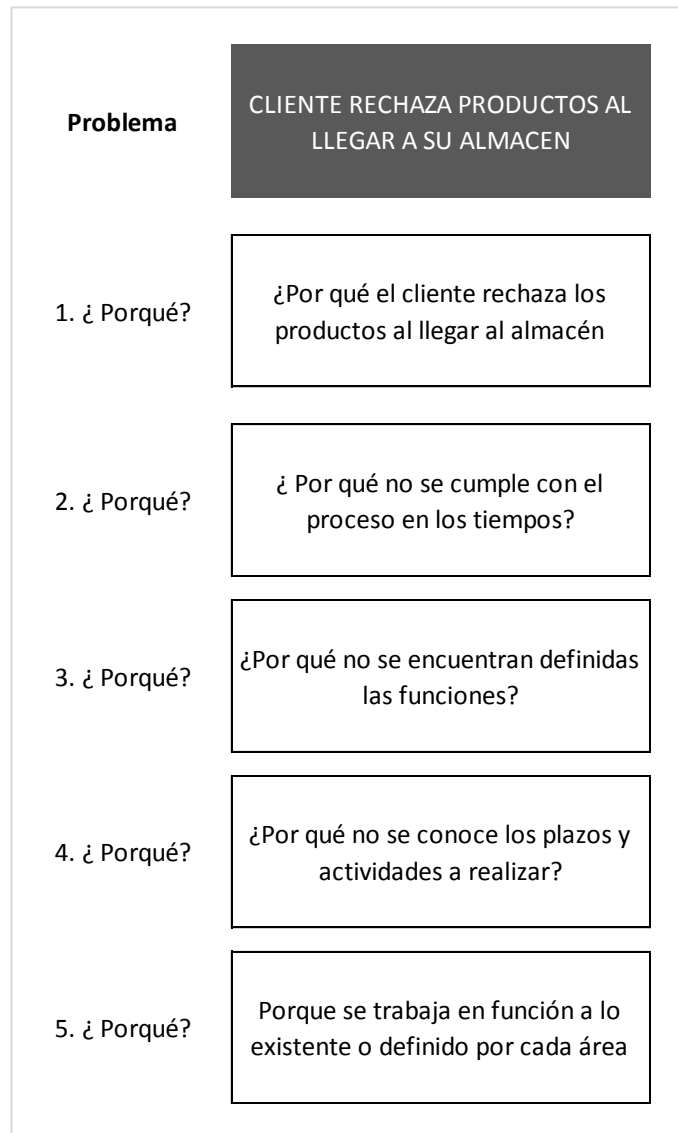 Problema
CLIENTE RECHAZA PRODUCTOS AL
LLEGAR A SU ALMACEN
1. ¿ Porqué?
¿Por qué el cliente rechaza los
productos al llegar al almacén
2. ¿ Porqué?
¿ Por qué no se cumple con el
proceso en los tiempos?
3. ¿ Porqué?
¿Por qué no se encuentran definidas
las funciones?
4. ¿ Porqué?
¿Por qué no se conoce los plazos y
actividades a realizar?
5. ¿ Porqué?
Porque se trabaja en función a lo
existente o definido por cada área